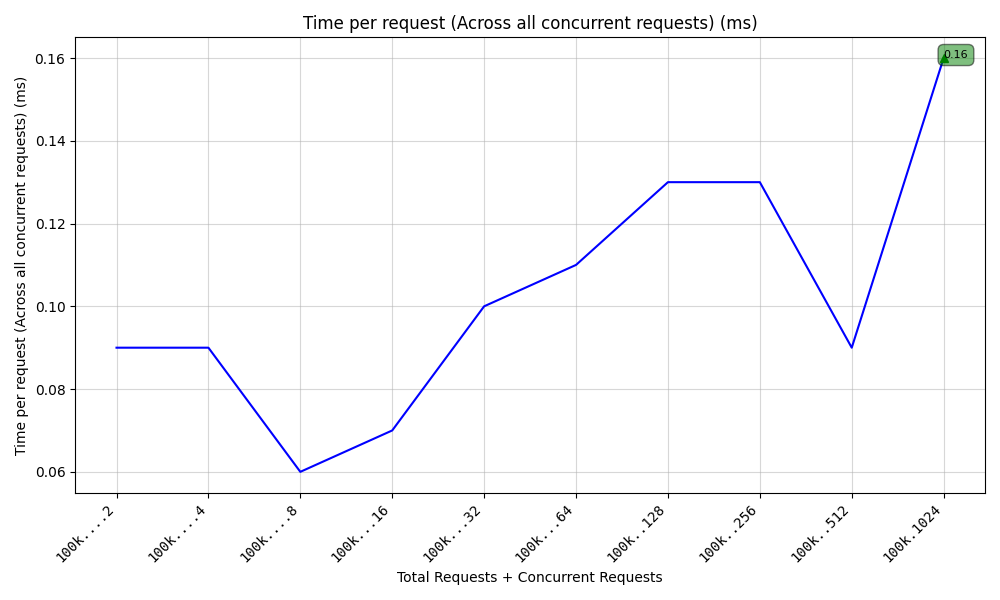 Time per request (Across all concurrent requests) (ms)
Time per request (Across all concurrent requests) (ms)
0.16
0.14
0.12
0.10
0.08
0.06
0.16
100k....2
100k....4
100k....8
100k...16
100k...32
100k...64
100k..128
100k..256
100k..512
100k.1024
Total Requests + Concurrent Requests